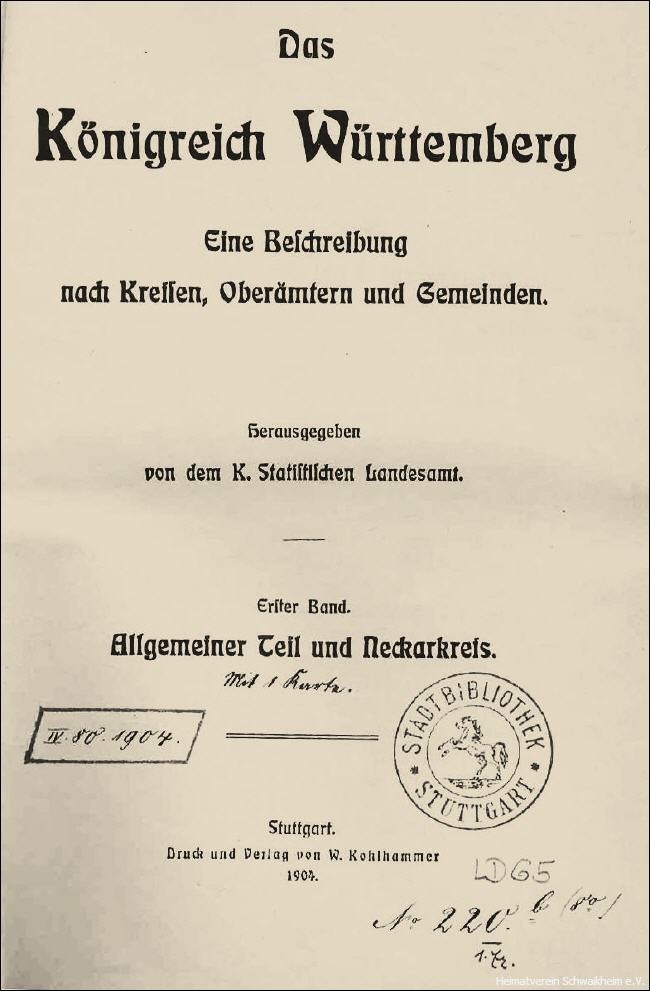 Das
Königreich Württemberg
Eine Beſchreibung
nach Kreiſen, Oberämtern und Gemeinden.
Herausgegeben
von dem K. Statiſtiſchen Landesamt.
Erſter Band.
Allgemeiner Teil und Neckarkreis.
Mit 1 Karte.
IV. 80. 1904.
* STADTBIBLIOTHEK *
STUTTGART
Stuttgart.
Druck und Verlag von W. Kohlhammer
1904.
LDG5
No 220. b (8o)
I
Heimatverein Schwaikheim e.V.